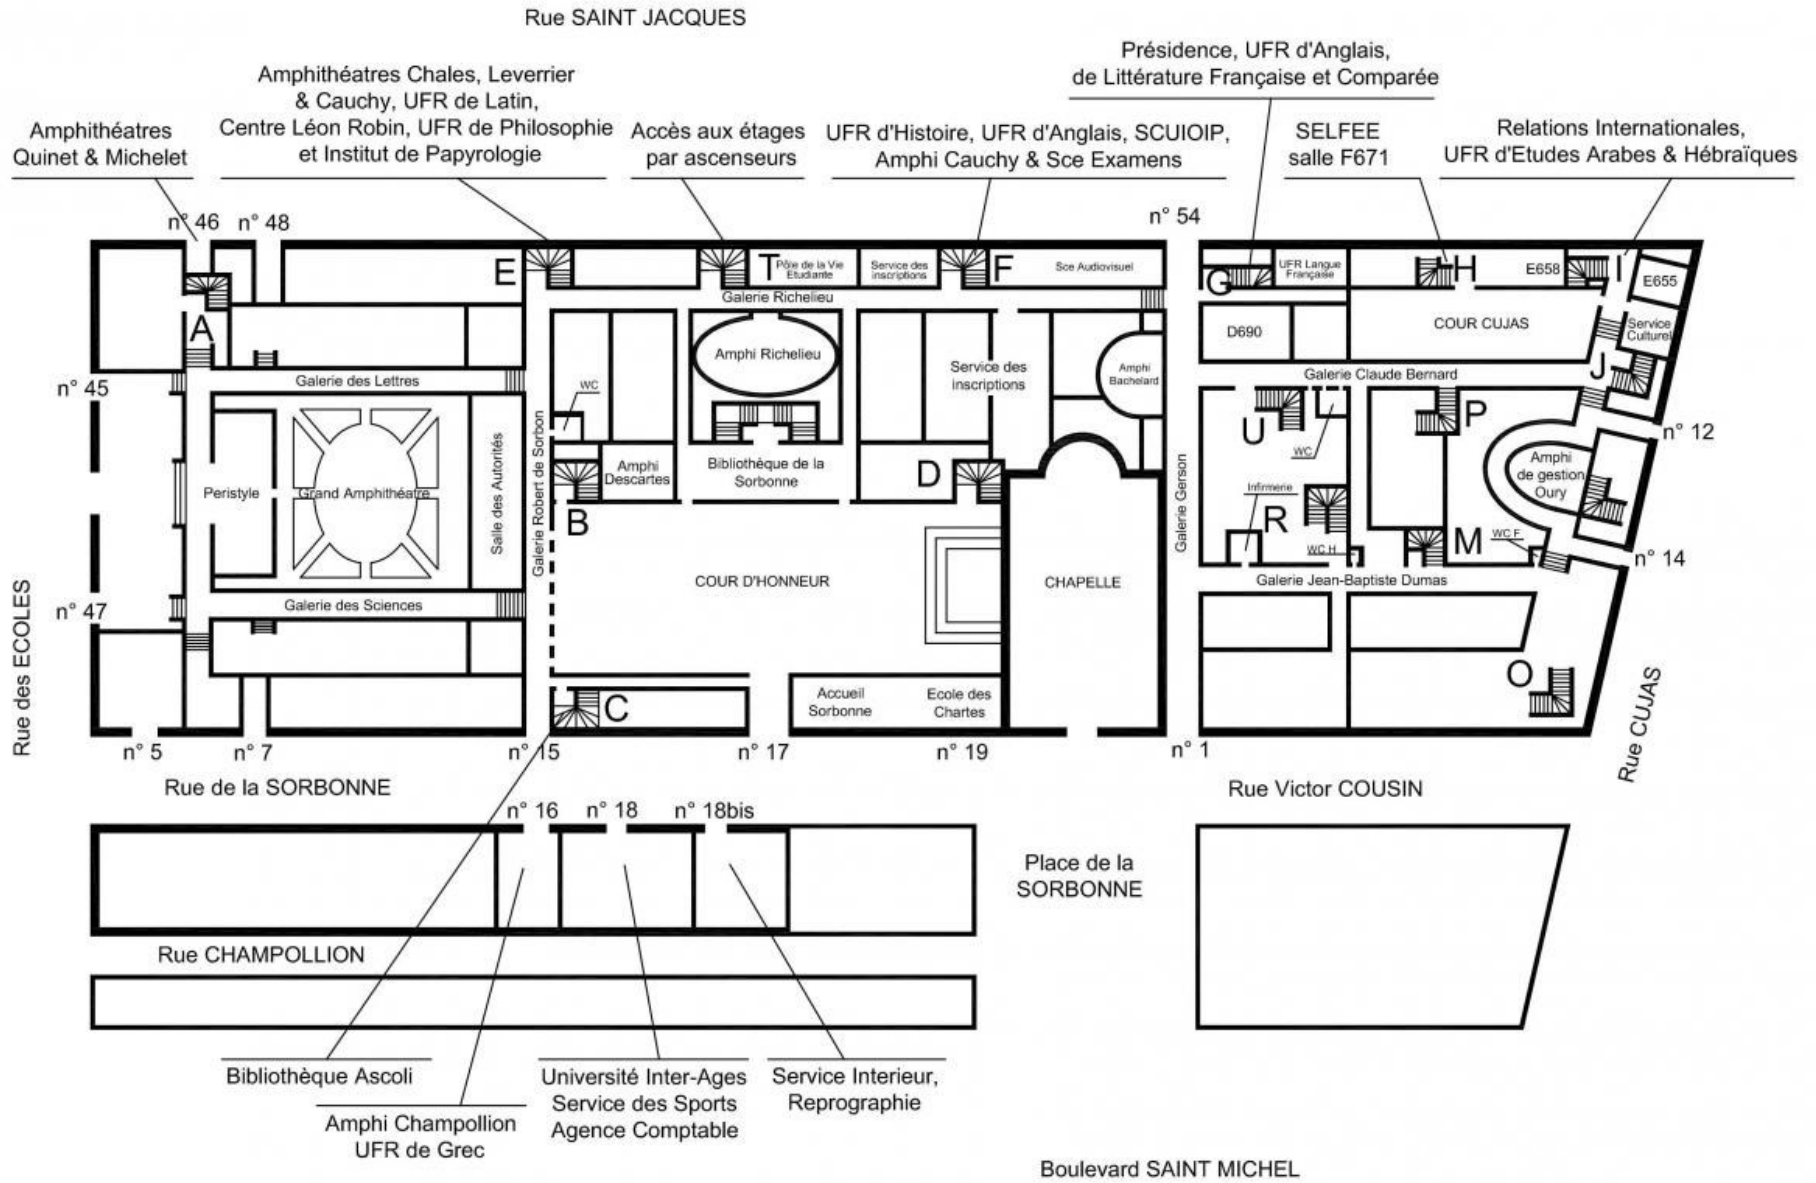 Rue SAINT JACQUES
Présidence, UFR d'Anglais,
de Littérature Française et Comparée
Amphithéatres Chales, Leverrier
& Cauchy, UFR de Latin,
Centre Léon Robin, UFR de Philosophie
et Institut de Papyrologie
Amphithéatres
Quinet & Michelet
Accès aux étages
par ascenseurs
UFR d'Histoire, UFR d'Anglais, SCUIOIP,
Amphi Cauchy & Sce Examens
SELFEE
salle F671
Relations Internationales,
UFR d'Etudes Arabes & Hébraïques
n° 46
n° 48
n° 54
E
T
Pôle de la Vie
Etudiante
Service des
inscriptions
F
Sce Audiovisuel
G
UFR Langue
Française
H
E658
I
E655
Galerie Richelieu
A
Amphi Richelieu
Service des
inscriptions
Amphi
Bachelard
D690
COUR CUJAS
Service
Culturel
J
n° 45
Galerie des Lettres
WC
Galerie Claude Bernard
U
WC
P
n° 12
Peristyle
Grand Amphithéatre
Salle des Autorités
Galerie Robert de Sorbon
Amphi
Descartes
Bibliothèque de la
Sorbonne
D
B
Galerie Gerson
Infirmerie
R
WC H
M
WC F
Amphi
de gestion
Oury
n° 14
COUR D'HONNEUR
CHAPELLE
Galerie Jean-Baptiste Dumas
n° 47
Galerie des Sciences
Rue des ECOLES
C
Accueil
Sorbonne
Ecole des
Chartes
O
Rue CUJAS
n° 5
n° 7
n° 15
n° 17
n° 19
n° 1
Rue de la SORBONNE
Rue Victor COUSIN
n° 16
n° 18
n° 18bis
Place de la
SORBONNE
Rue CHAMPOLLION
Bibliothèque Ascoli
Amphi Champollion
UFR de Grec
Université Inter-Ages
Service des Sports
Agence Comptable
Service Interieur,
Reprographie
Boulevard SAINT MICHEL